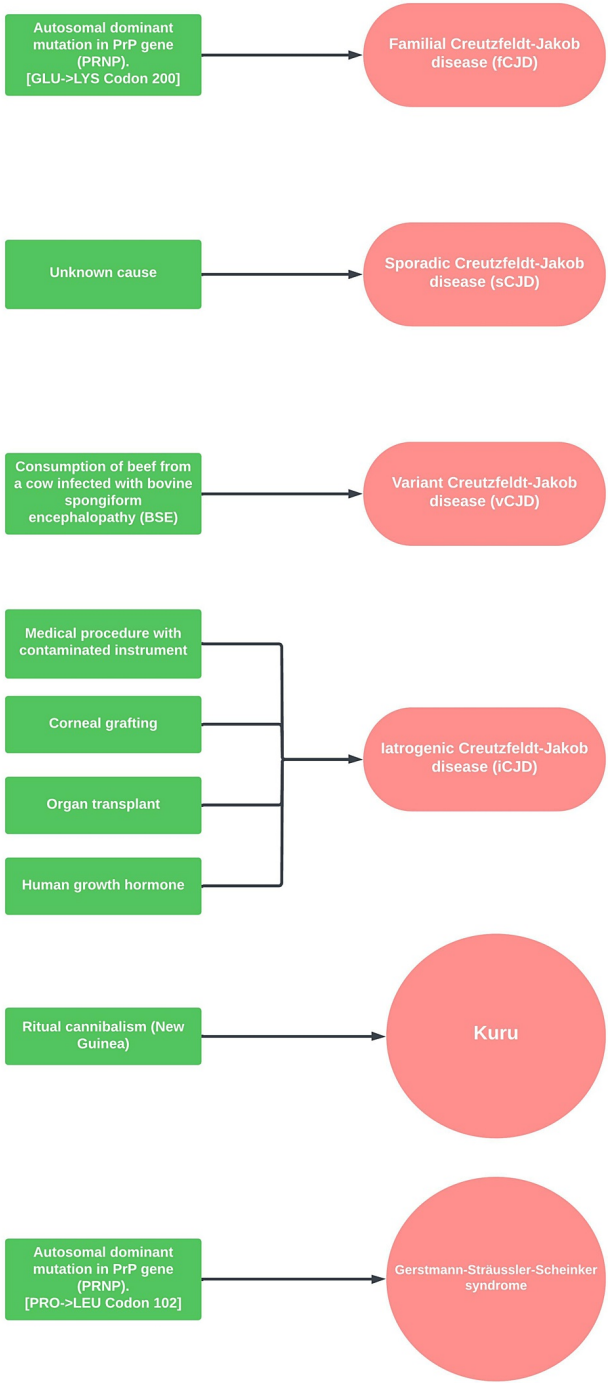 Autosomal dominant
mutation in PrP gene
(PRNP).
[GLU->LYS Codon 200]
Familial Creutzfeldt-Jakob
disease (fCJD)
Unknown cause
Sporadic Creutzfeldt-Jakob
disease (sCJD)
Consumption of beef from
a cow infected with bovine
spongiform
encephalopathy (BSE)
Variant Creutzfeldt-Jakob
disease (vCJD)
Medical procedure with
contaminated instrument
Corneal grafting
Organ transplant
Human growth hormone
Iatrogenic Creutzfeldt-Jakob
disease (iCJD)
Ritual cannibalism (New
Guinea)
Kuru
Autosomal dominant
mutation in PrP gene
(PRNP).
[PRO->LEU Codon 102]
Gerstmann-Sträussler-Scheinker
syndrome